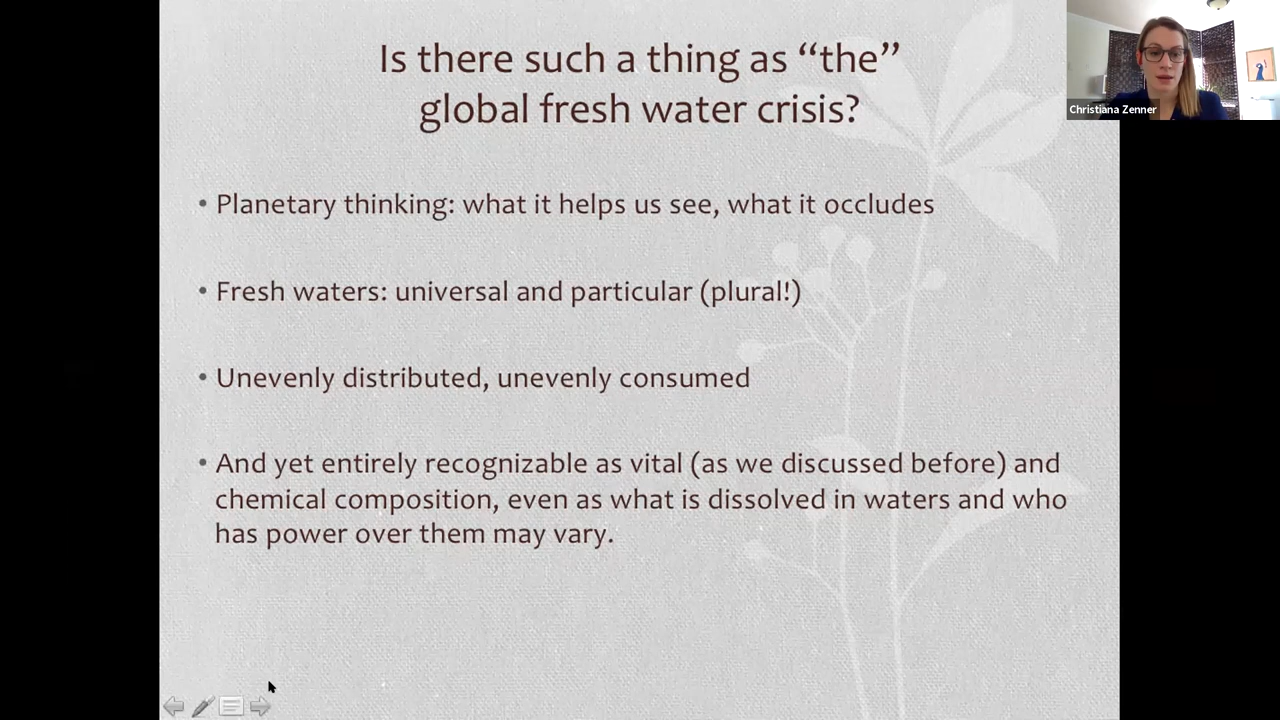 Is there such a thing as “the”
global fresh water crisis?
Christiana Zenner
• Planetary thinking: what it helps us see, what it occludes
• Fresh waters: universal and particular (plural!)
• Unevenly distributed, unevenly consumed
• And yet entirely recognizable as vital (as we discussed before) and
chemical composition, even as what is dissolved in waters and who
has power over them may vary.